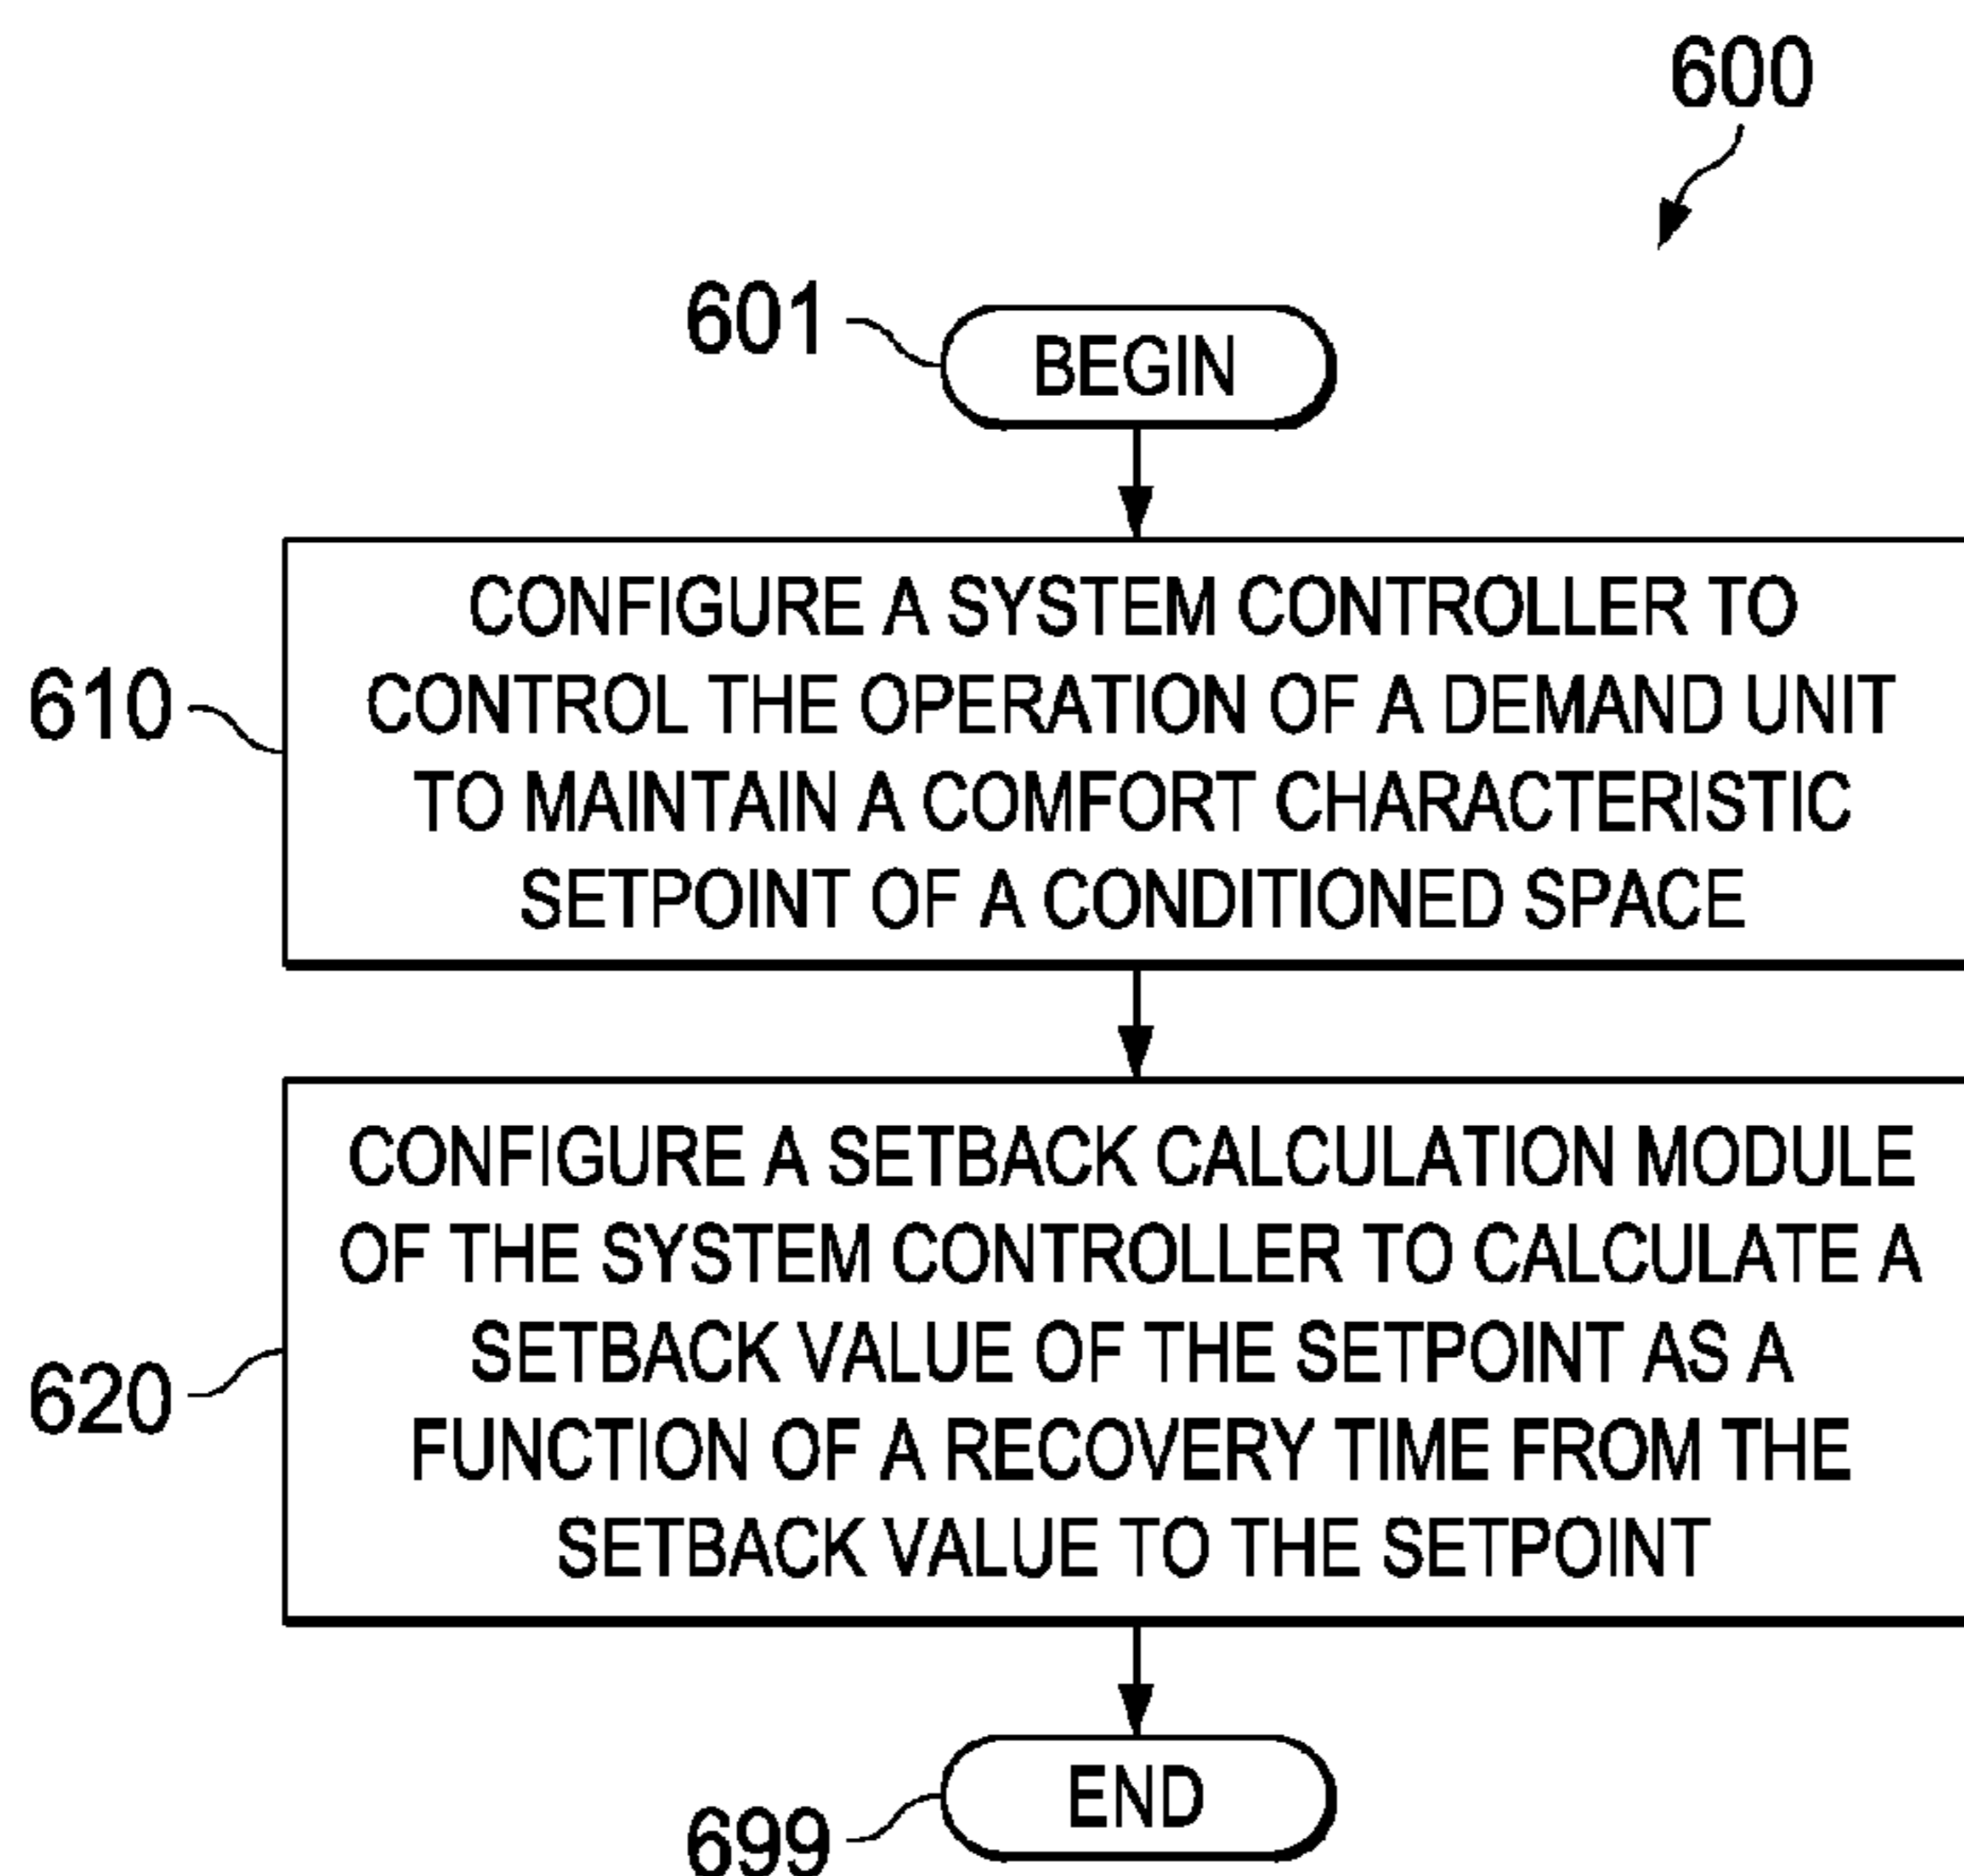 600
601
BEGIN
610
CONFIGURE A SYSTEM CONTROLLER TO
CONTROL THE OPERATION OF A DEMAND UNIT
TO MAINTAIN A COMFORT CHARACTERISTIC
SETPOINT OF A CONDITIONED SPACE
620
CONFIGURE A SETBACK CALCULATION MODULE
OF THE SYSTEM CONTROLLER TO CALCULATE A
SETBACK VALUE OF THE SETPOINT AS A
FUNCTION OF A RECOVERY TIME FROM THE
SETBACK VALUE TO THE SETPOINT
699
END